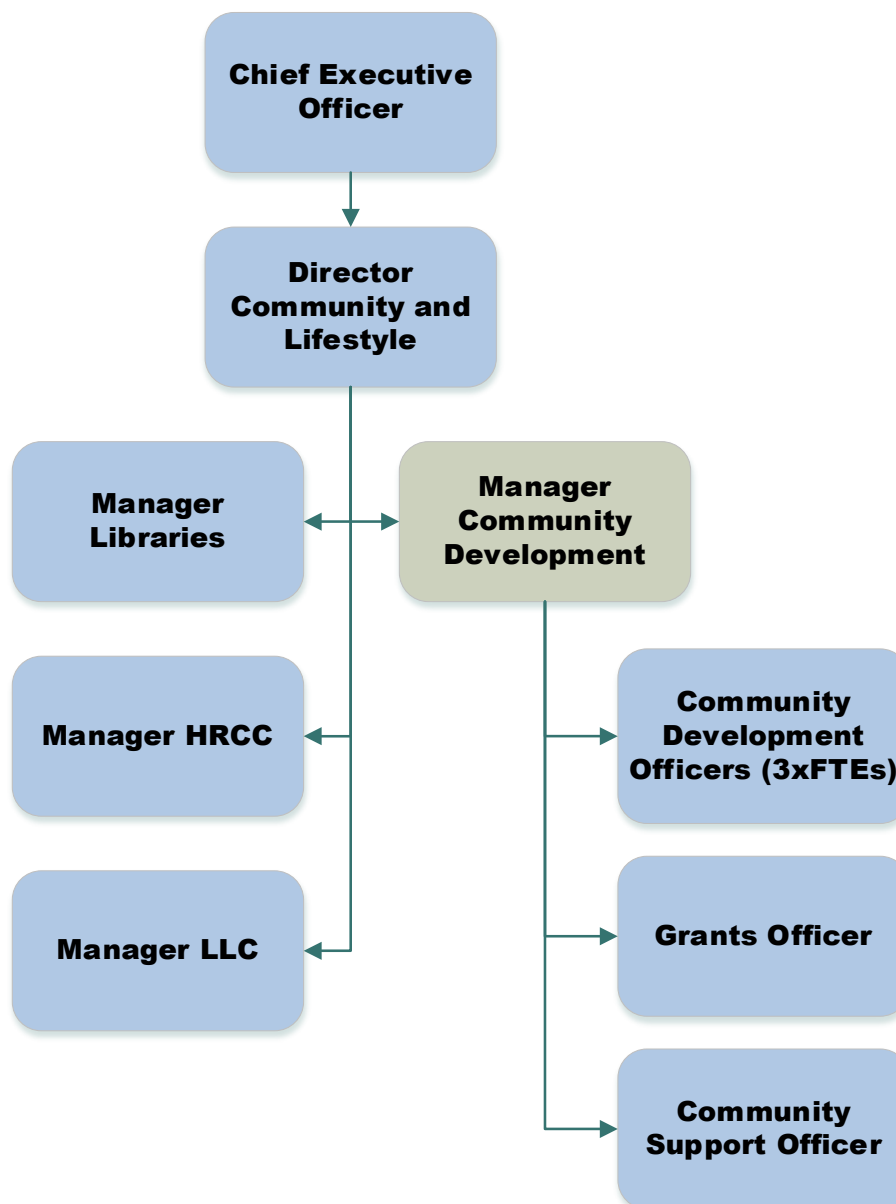 Chief Executive
Officer
Director
Community and
Lifestyle
Manager
Libraries
Manager
Community
Development
Manager HRCC
Community
Development
Officers (3xFTEs)
Manager LLC
Grants Officer
Community
Support Officer